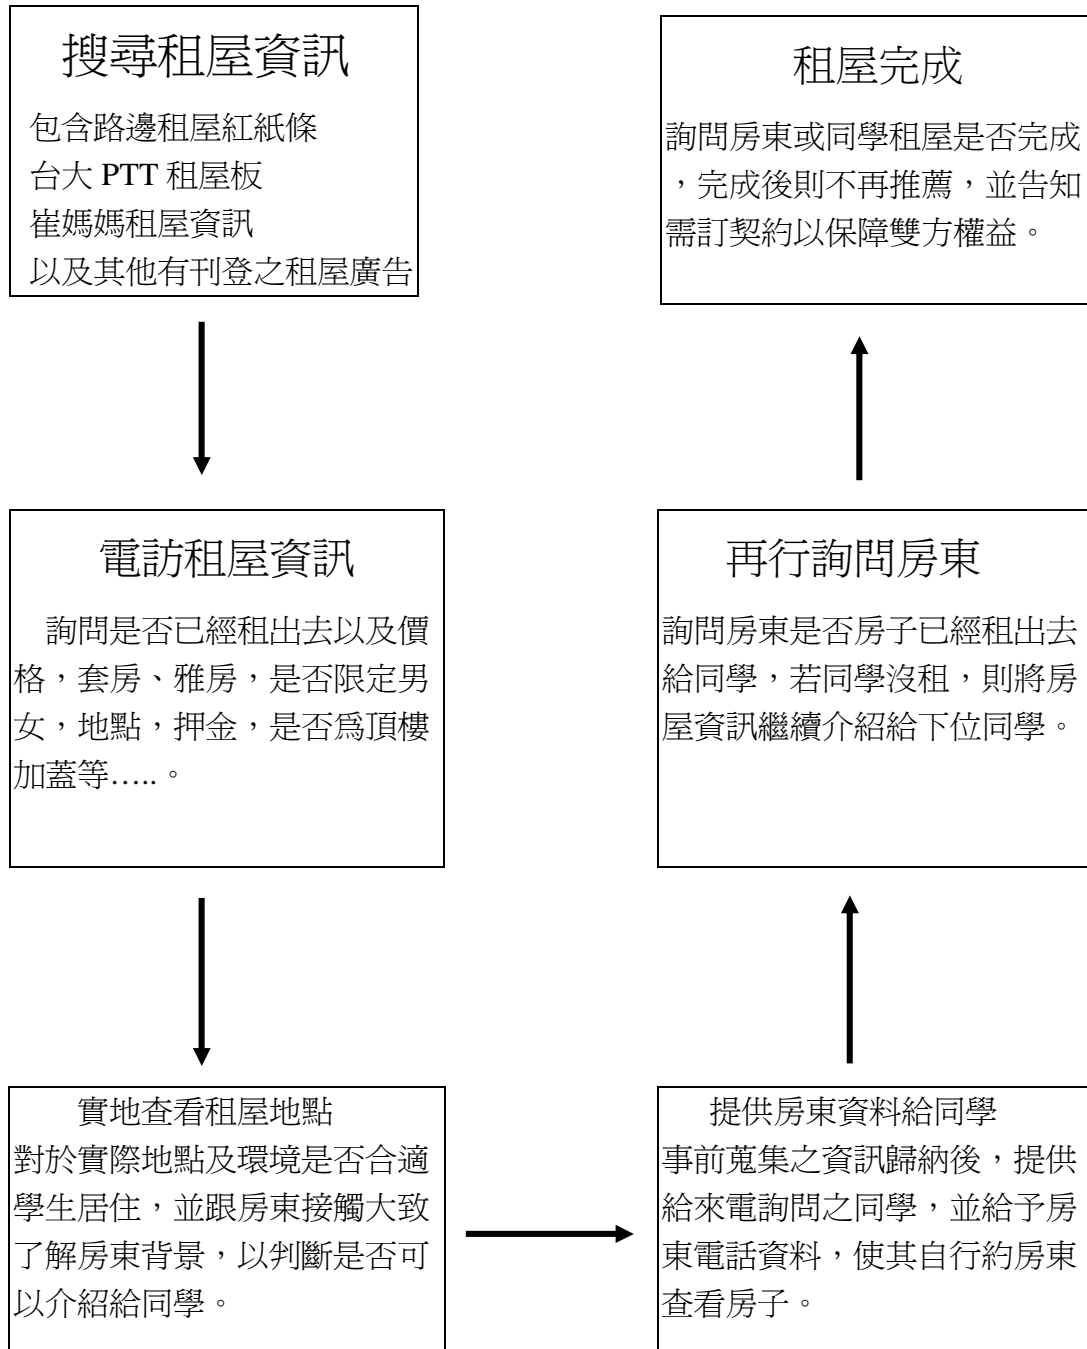 搜尋租屋資訊
包含路邊租屋紅紙條
台大 PTT 租屋板
崔媽媽租屋資訊
以及其他有刊登之租屋廣告
電訪租屋資訊
詢問是否已經租出去以及價
格，套房、雅房，是否限定男
女，地點，押金，是否爲頂樓
加蓋等…..。
實地查看租屋地點
對於實際地點及環境是否合適
學生居住，並跟房東接觸大致
了解房東背景，以判斷是否可
以介紹給同學。
提供房東資料給同學
事前蒐集之資訊歸納後，提供
給來電詢問之同學，並給予房
東電話資料，使其自行約房東
查看房子。
再行詢問房東
詢問房東是否房子已經租出去
給同學，若同學沒租，則將房
屋資訊繼續介紹給下位同學。
租屋完成
詢問房東或同學租屋是否完成
，完成後則不再推薦，並告知
需訂契約以保障雙方權益。